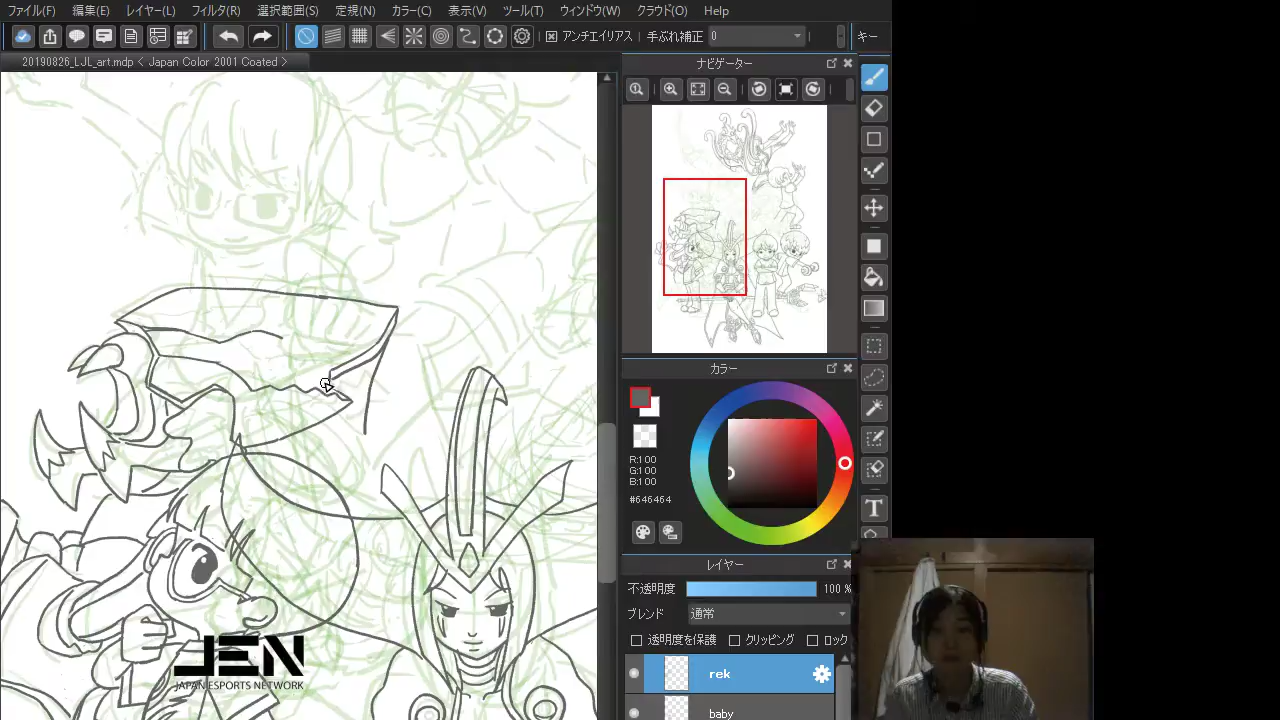 ファイル(F) 編集(E) レイヤー(L) フィルタ(R) 選択範囲(S) 定規(N) カラー(C) 表示(V) ツール(T) ウィンドウ(W) クラウド(O) Help
アンチエイリアス 手ぶれ補正 0 キー
20190826_LJL_art.mdp < Japan Color 2001 Coated >
ナビゲーター
カラー
R:100
G:100
B:100
#646464
レイヤー
不透明度 100 %
ブレンド 通常
透明度を保護 クリッピング ロック
rek
baby
T
JEN
JAPAN ESPORTS NETWORK